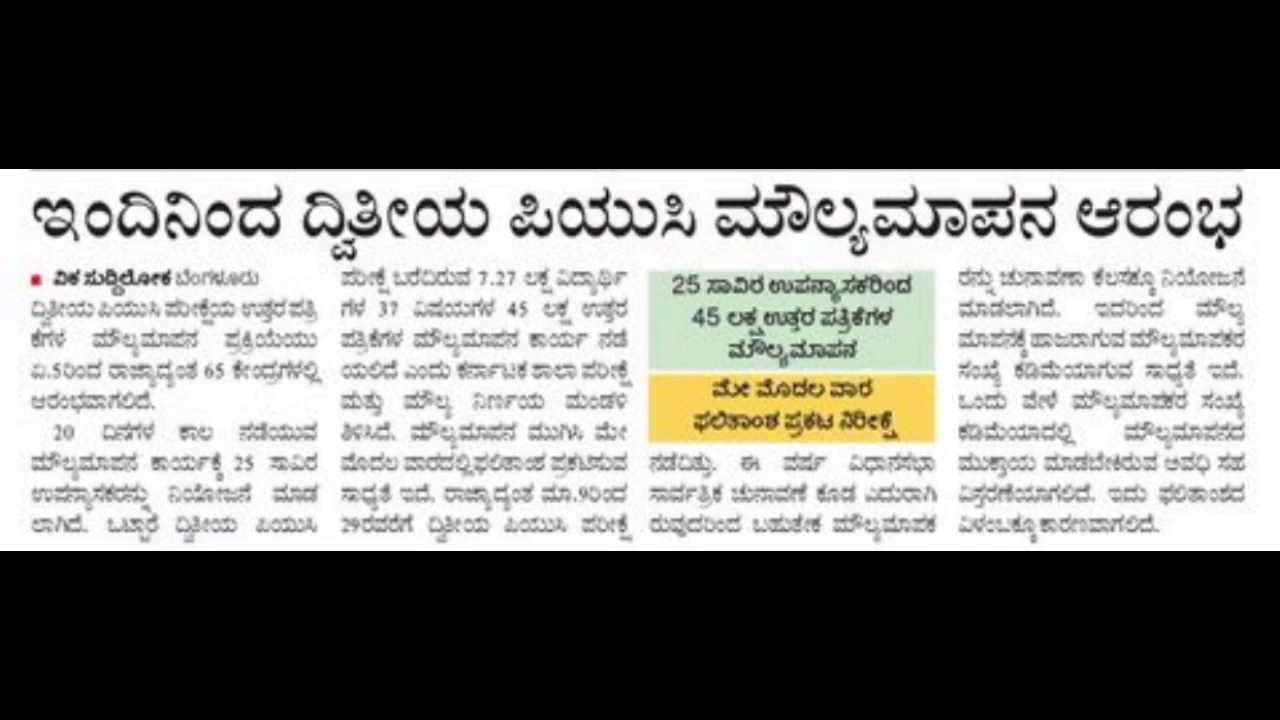 ಇಂದಿನಿಂದ ದ್ವಿತೀಯ ಪಿಯುಸಿ ಮೌಲ್ಯಮಾಪನ ಆರಂಭ
■ ವಿಕ ಸುದ್ದಿಲೋಕ ಬೆಂಗಳೂರು
ದ್ವಿತೀಯ ಪಿಯುಸಿ ಪರೀಕ್ಷೆಯ ಉತ್ತರ ಪತ್ರಿ
ಕೆಗಳ ಮೌಲ್ಯಮಾಪನ ಪ್ರಕ್ರಿಯೆಯು
ಏ.5ರಿಂದ ರಾಜ್ಯಾದ್ಯಂತ 65 ಕೇಂದ್ರಗಳಲ್ಲಿ
ಆರಂಭವಾಗಲಿದೆ.
20 ದಿನಗಳ ಕಾಲ ನಡೆಯುವ
ಮೌಲ್ಯಮಾಪನ ಕಾರ್ಯಕ್ಕೆ 25 ಸಾವಿರ
ಉಪನ್ಯಾಸಕರನ್ನು ನಿಯೋಜನೆ ಮಾಡ
ಲಾಗಿದೆ. ಒಟ್ಟಾರೆ ದ್ವಿತೀಯ ಪಿಯುಸಿ
ಪರೀಕ್ಷೆ ಬರೆದಿರುವ 7.27 ಲಕ್ಷ ವಿದ್ಯಾರ್ಥಿ
ಗಳ 37 ವಿಷಯಗಳ 45 ಲಕ್ಷ ಉತ್ತರ
ಪತ್ರಿಕೆಗಳ ಮೌಲ್ಯಮಾಪನ ಕಾರ್ಯ ನಡೆ
ಯಲಿದೆ ಎಂದು ಕರ್ನಾಟಕ ಶಾಲಾ ಪರೀಕ್ಷೆ
ಮತ್ತು ಮೌಲ್ಯ ನಿರ್ಣಯ ಮಂಡಳಿ
ತಿಳಿಸಿದೆ. ಮೌಲ್ಯಮಾಪನ ಮುಗಿಸಿ ಮೇ
ಮೊದಲ ವಾರದಲ್ಲಿ ಫಲಿತಾಂಶ ಪ್ರಕಟಿಸುವ
ಸಾಧ್ಯತೆ ಇದೆ. ರಾಜ್ಯಾದ್ಯಂತ ಮಾ.9ರಿಂದ
29ರವರೆಗೆ ದ್ವಿತೀಯ ಪಿಯುಸಿ ಪರೀಕ್ಷೆ
25 ಸಾವಿರ ಉಪನ್ಯಾಸಕರಿಂದ
45 ಲಕ್ಷ ಉತ್ತರ ಪತ್ರಿಕೆಗಳ
ಮೌಲ್ಯಮಾಪನ
ಮೇ ಮೊದಲ ವಾರ
ಫಲಿತಾಂಶ ಪ್ರಕಟ ನಿರೀಕ್ಷೆ
ನಡೆದಿತ್ತು. ಈ ವರ್ಷ ವಿಧಾನಸಭಾ
ಸಾರ್ವತ್ರಿಕ ಚುನಾವಣೆ ಕೂಡ ಎದುರಾಗಿ
ರುವುದರಿಂದ ಬಹುತೇಕ ಮೌಲ್ಯಮಾಪಕ
ರನ್ನು ಚುನಾವಣಾ ಕೆಲಸಕ್ಕೂ ನಿಯೋಜನೆ
ಮಾಡಲಾಗಿದೆ. ಇದರಿಂದ ಮೌಲ್ಯ
ಮಾಪನಕ್ಕೆ ಹಾಜರಾಗುವ ಮೌಲ್ಯಮಾಪಕರ
ಸಂಖ್ಯೆ ಕಡಿಮೆಯಾಗುವ ಸಾಧ್ಯತೆ ಇದೆ.
ಒಂದು ವೇಳೆ ಮೌಲ್ಯಮಾಪಕರ ಸಂಖ್ಯೆ
ಕಡಿಮೆಯಾದಲ್ಲಿ ಮೌಲ್ಯಮಾಪನದ
ಮುಕ್ತಾಯ ಮಾಡಬೇಕಿರುವ ಅವಧಿ ಸಹ
ವಿಸ್ತರಣೆಯಾಗಲಿದೆ. ಇದು ಫಲಿತಾಂಶದ
ವಿಳಂಬಕ್ಕೂ ಕಾರಣವಾಗಲಿದೆ.